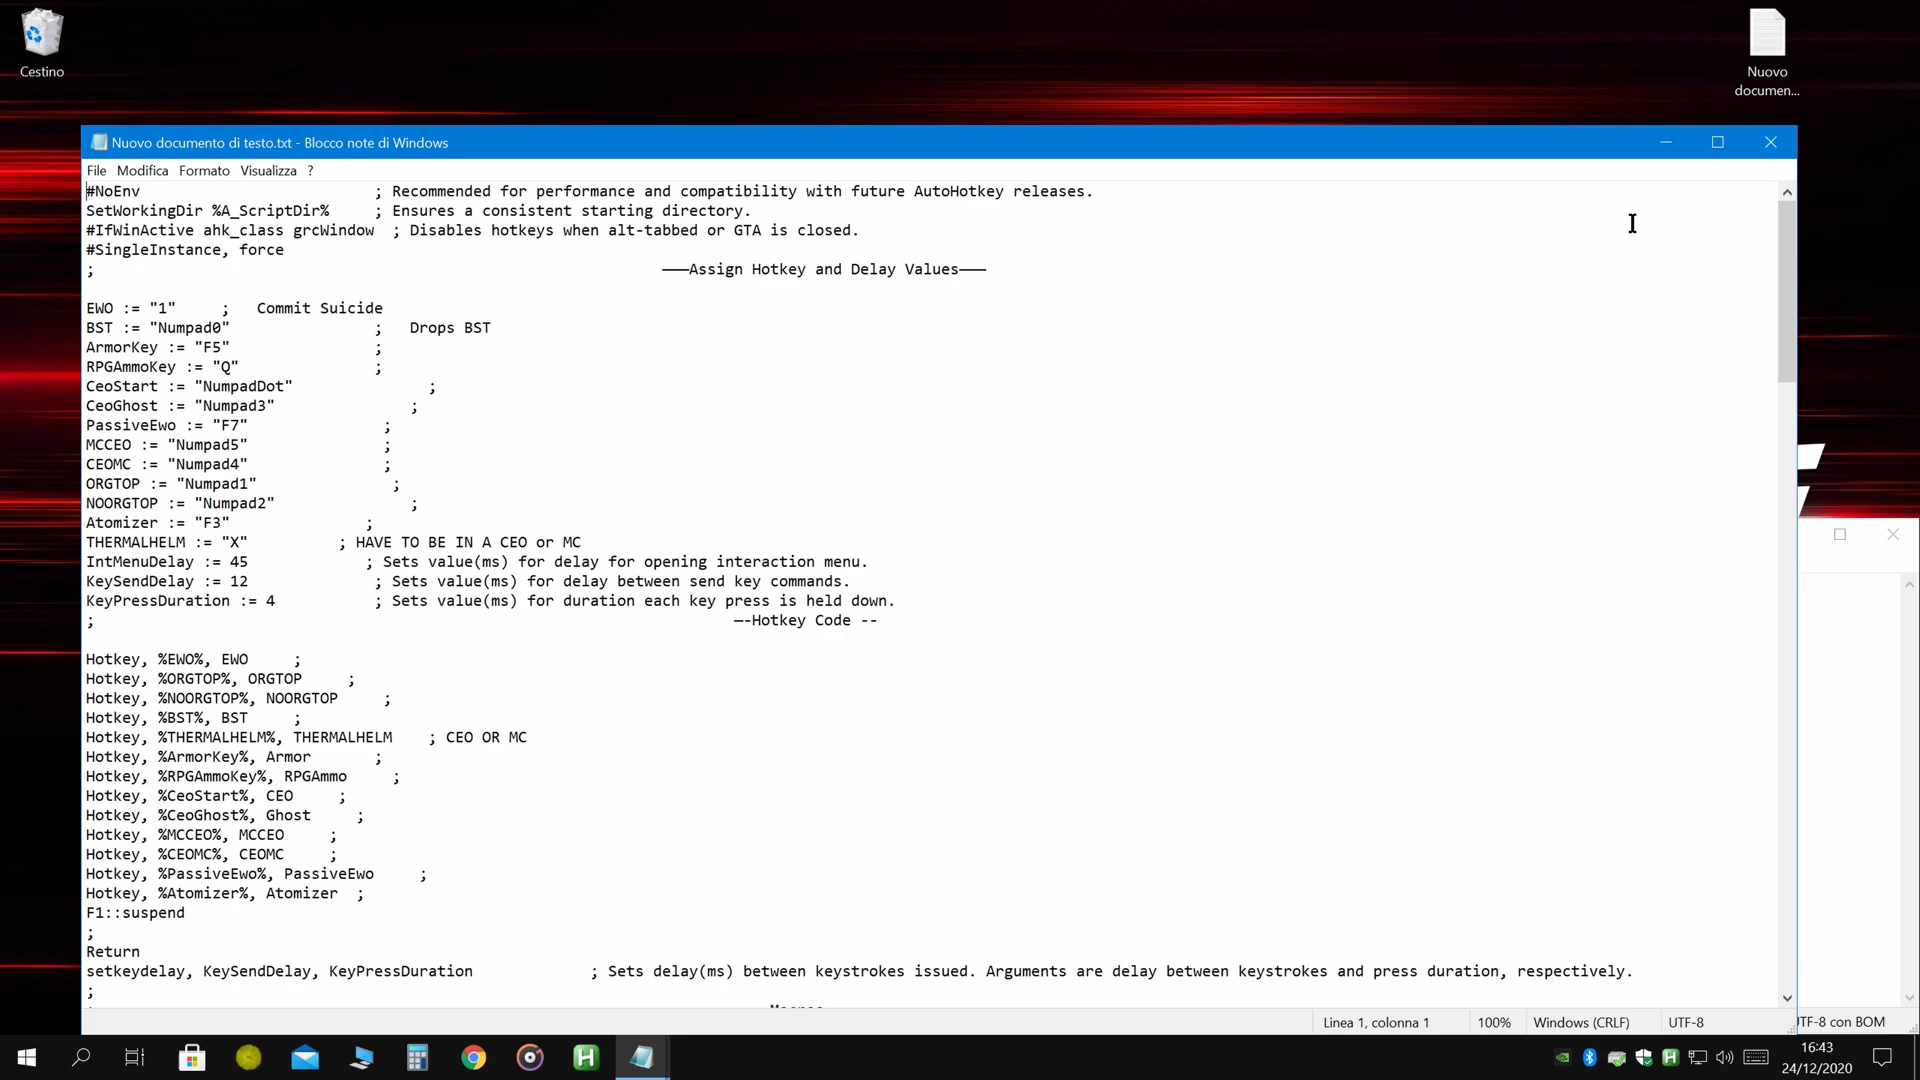 Cestino
Nuovo
documen...
Nuovo documento di testo.txt - Blocco note di Windows
File Modifica Formato Visualizza ?
#NoEnv ; Recommended for performance and compatibility with future AutoHotkey releases.
SetWorkingDir %A_ScriptDir% ; Ensures a consistent starting directory.
#IfWinActive ahk_class grcWindow ; Disables hotkeys when alt-tabbed or GTA is closed.
#SingleInstance, force
; ———Assign Hotkey and Delay Values———
EWO := "1" ; Commit Suicide
BST := "Numpad0" ; Drops BST
ArmorKey := "F5" ;
RPGAmmoKey := "Q" ;
CeoStart := "NumpadDot" ;
CeoGhost := "Numpad3" ;
PassiveEwo := "F7" ;
MCCEO := "Numpad5" ;
CEOMC := "Numpad4" ;
ORGTOP := "Numpad1" ;
NOORGTOP := "Numpad2" ;
Atomizer := "F3" ;
THERMALHELM := "X" ; HAVE TO BE IN A CEO or MC
IntMenuDelay := 45 ; Sets value(ms) for delay for opening interaction menu.
KeySendDelay := 12 ; Sets value(ms) for delay between send key commands.
KeyPressDuration := 4 ; Sets value(ms) for duration each key press is held down.
; —-Hotkey Code --
Hotkey, %EWO%, EWO ;
Hotkey, %ORGTOP%, ORGTOP ;
Hotkey, %NOORGTOP%, NOORGTOP ;
Hotkey, %BST%, BST ;
Hotkey, %THERMALHELM%, THERMALHELM ; CEO OR MC
Hotkey, %ArmorKey%, Armor ;
Hotkey, %RPGAmmoKey%, RPGAmmo ;
Hotkey, %CeoStart%, CEO ;
Hotkey, %CeoGhost%, Ghost ;
Hotkey, %MCCEO%, MCCEO ;
Hotkey, %CEOMC%, CEOMC ;
Hotkey, %PassiveEwo%, PassiveEwo ;
Hotkey, %Atomizer%, Atomizer ;
F1::suspend
;
Return
setkeydelay, KeySendDelay, KeyPressDuration ; Sets delay(ms) between keystrokes issued. Arguments are delay between keystrokes and press duration, respectively.
;
Linea 1, colonna 1 100% Windows (CRLF) UTF-8 TF-8 con BOM
16:43
24/12/2020